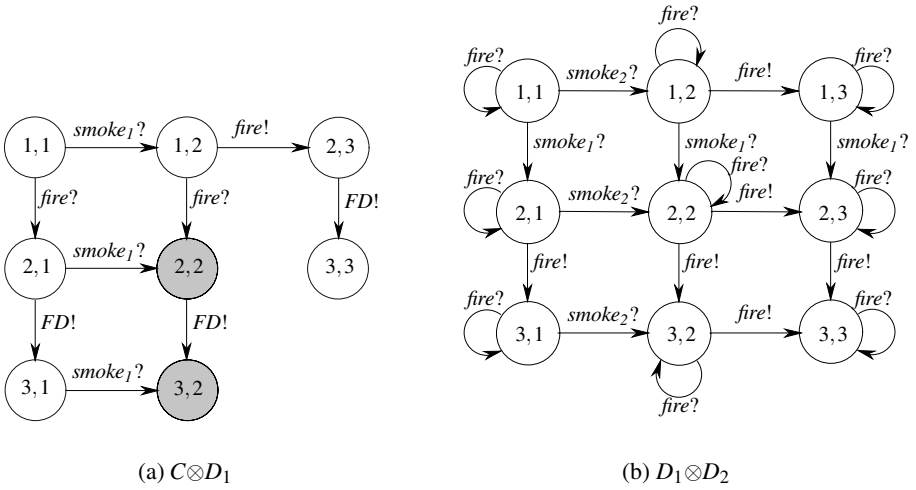 fire?
fire? smoke₂? fire! fire?
1,1 1,2 1,3
smoke₁? fire!
1,1 1,2 2,3
smoke₁? smoke₁? smoke₁?
fire? fire? FD!
fire? smoke₂? fire? fire! fire?
2,1 2,2 2,3
smoke₁?
2,1 2,2 3,3
fire! fire! fire!
FD! FD!
fire? smoke₂? fire! fire?
3,1 3,2 3,3
smoke₁?
3,1 3,2
fire?
(a) C⊗D₁ (b) D₁⊗D₂